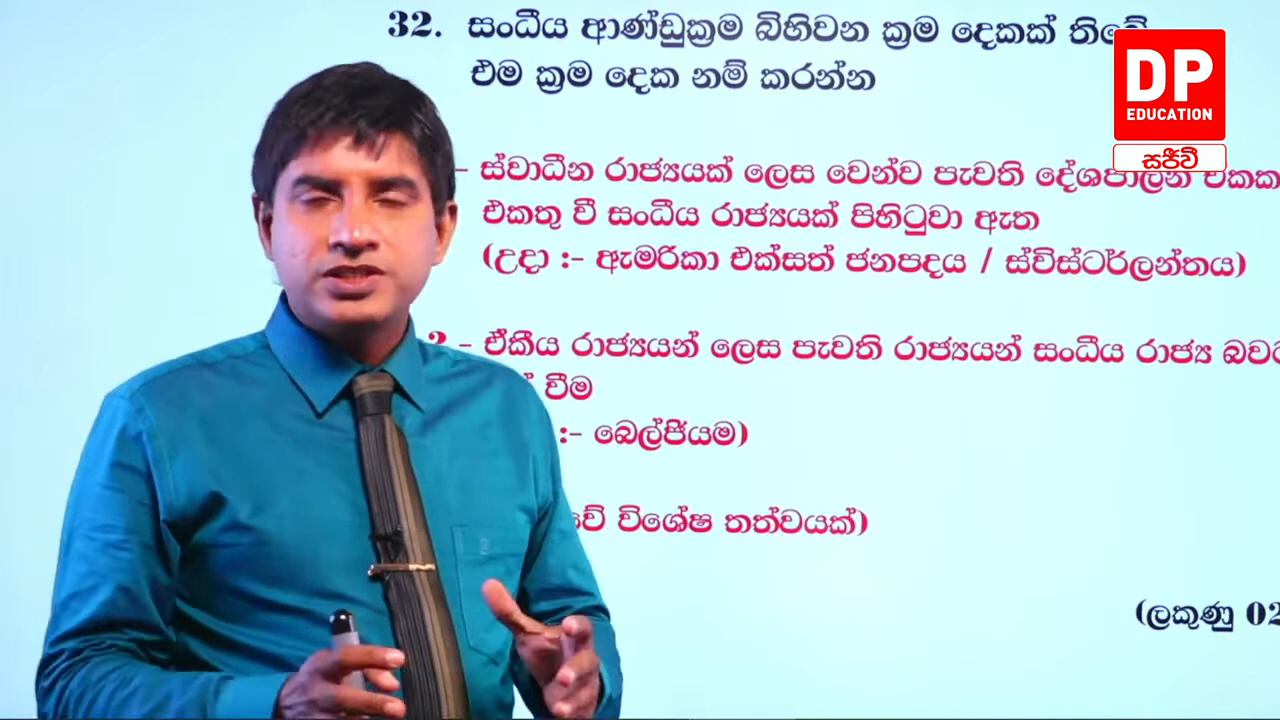 32. සංධීය ආණ්ඩුක්‍රම බිහිවන ක්‍රම දෙකක් තිබේ
එම ක්‍රම දෙක නම් කරන්න
DP
EDUCATION
සජීවී
- ස්වාධීන රාජ්‍යයක් ලෙස වෙන්ව පැවති දේශපාලන ඒකක
එකතු වී සංධීය රාජ්‍යයක් පිහිටුවා ඇත
(උදා :- ඇමරිකා එක්සත් ජනපදය / ස්විස්ටර්ලන්තය)
2 - ඒකීය රාජ්‍යයන් ලෙස පැවති රාජ්‍යයන් සංධීය රාජ්‍ය
වීම
:- බෙල්ජියම)
විශේෂ තත්වයක්)
(ලකුණු 02